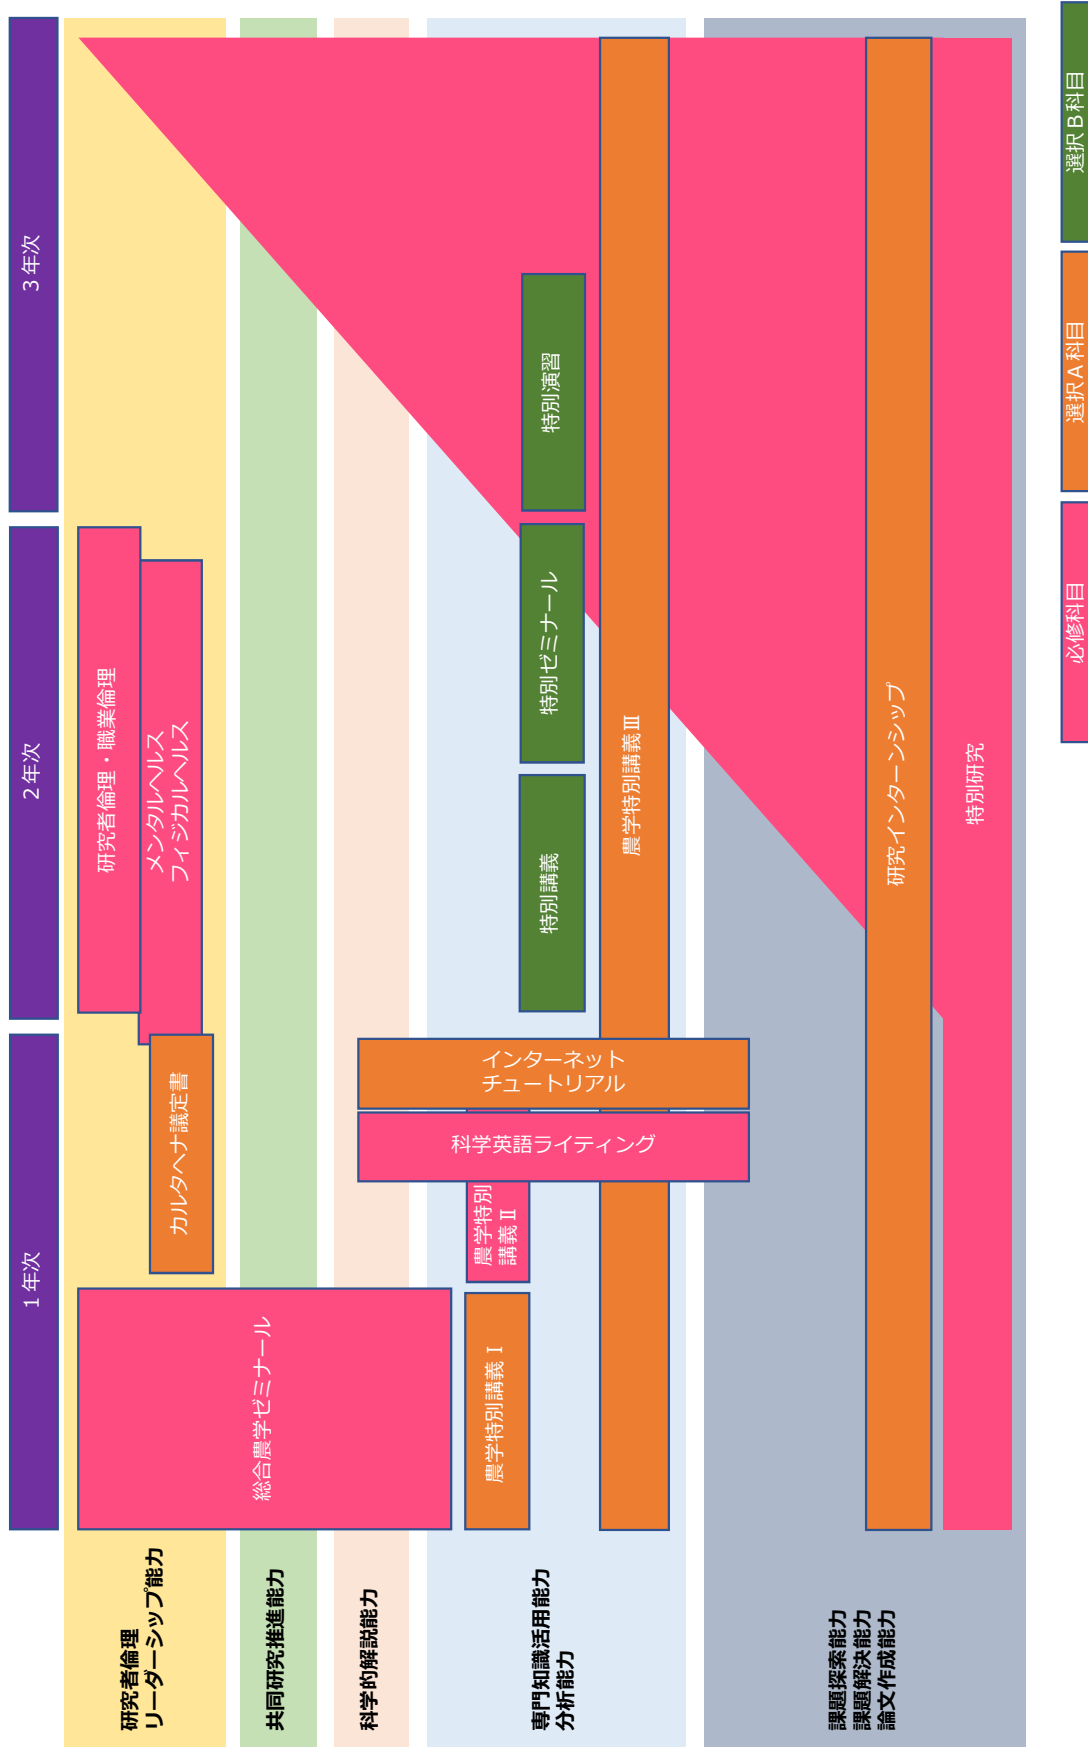 1年次
2年次
3年次
研究者倫理
リーダーシップ能力
共同研究推進能力
科学的解説能力
専門知識活用能力
分析能力
課題探索能力
課題解決能力
論文作成能力
研究者倫理・職業倫理
メンタルヘルス
フィジカルヘルス
カルタヘナ議定書
総合農学ゼミナール
インターネット
チュートリアル
科学英語ライティング
農学特別講義Ⅰ
農学特別
講義Ⅱ
特別講義
特別ゼミナール
特別演習
農学特別講義Ⅲ
研究インターンシップ
特別研究
必修科目
選択A科目
選択B科目